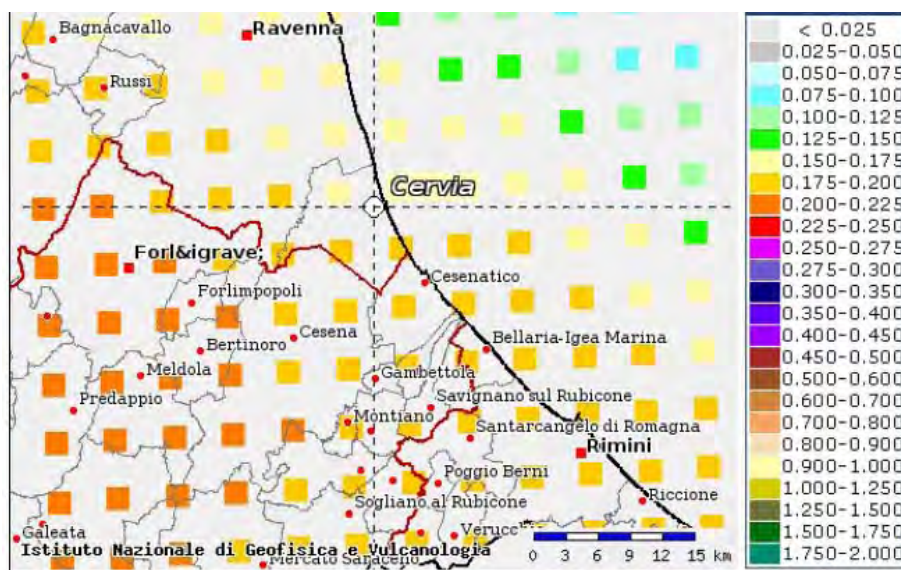 Bagnacavallo
Ravenna
Russi
Cervia
Forl&igrave;
Cesenatico
Forlimpopoli
Cesena
Bertinoro
Bellaria-Igea Marina
Meldola
Gambettola
Predappio
Savignano sul Rubicone
Montiano
Santarcangelo di Romagna
Rimini
Poggio Berni
Sogliano al Rubicone
Riccione
Galeata
Verucc
Istituto Nazionale di Geofisica e Vulcanologia
Mercato Saraceno
0 3 6 9 12 15 km
< 0.025
0.025-0.050
0.050-0.075
0.075-0.100
0.100-0.125
0.125-0.150
0.150-0.175
0.175-0.200
0.200-0.225
0.225-0.250
0.250-0.275
0.275-0.300
0.300-0.350
0.350-0.400
0.400-0.450
0.450-0.500
0.500-0.600
0.600-0.700
0.700-0.800
0.800-0.900
0.900-1.000
1.000-1.250
1.250-1.500
1.500-1.750
1.750-2.000